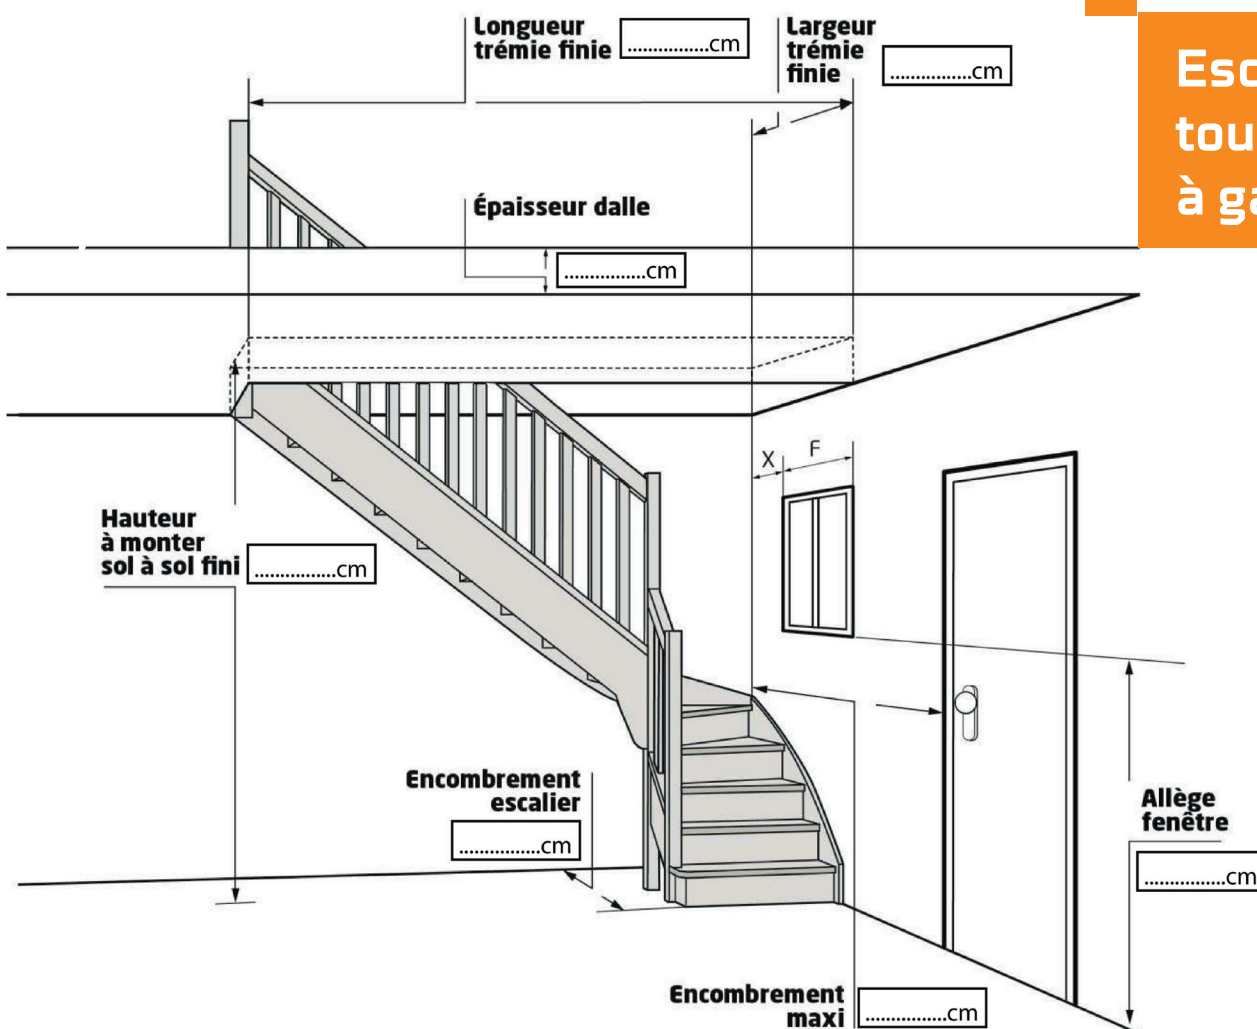 Longueur
trémie finie
................cm
Largeur
trémie
finie
................cm
Épaisseur dalle
................cm
X
F
Hauteur
à monter
sol à sol fini
................cm
Encombrement
escalier
................cm
Allège
fenêtre
................cm
Encombrement
maxi
................cm
à